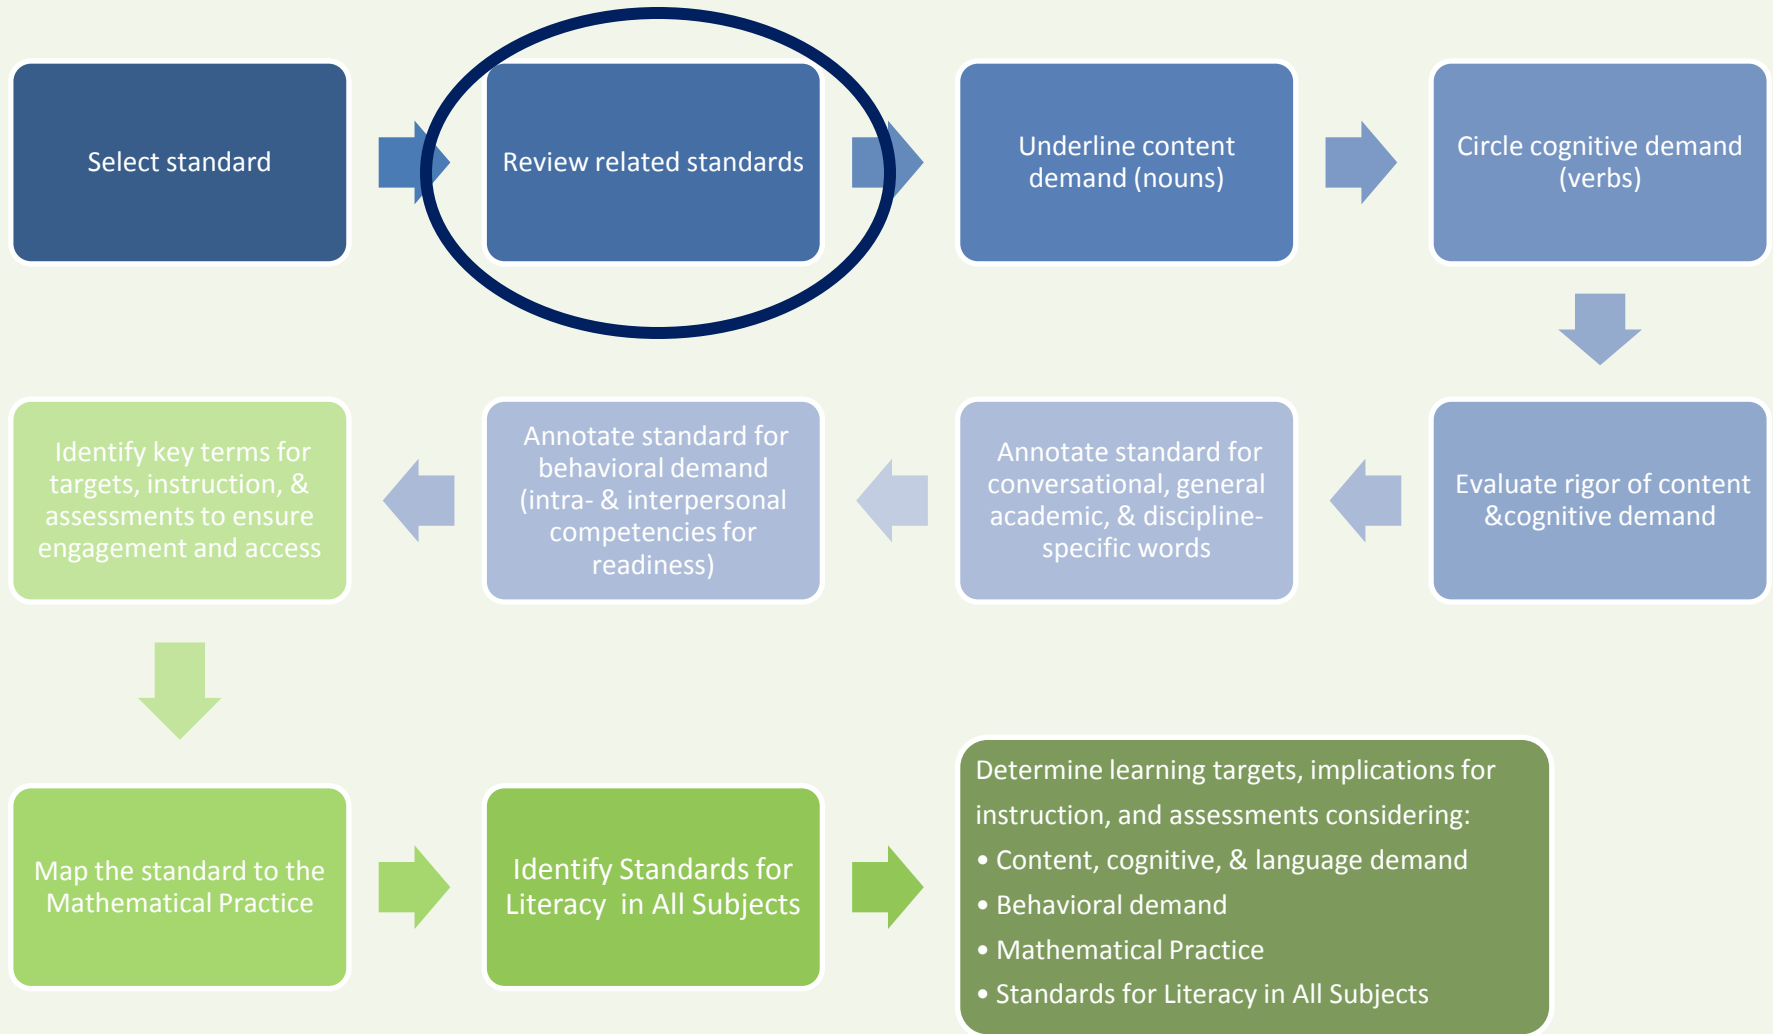 Select standard
Review related standards
Underline content
demand (nouns)
Circle cognitive demand
(verbs)
Evaluate rigor of content
&cognitive demand
Annotate standard for
conversational, general
academic, & discipline-
specific words
Annotate standard for
behavioral demand
(intra- & interpersonal
competencies for
readiness)
Identify key terms for
targets, instruction, &
assessments to ensure
engagement and access
Map the standard to the
Mathematical Practice
Identify Standards for
Literacy  in All Subjects
Determine learning targets, implications for
instruction, and assessments considering:
• Content, cognitive, & language demand
• Behavioral demand
• Mathematical Practice
• Standards for Literacy in All Subjects